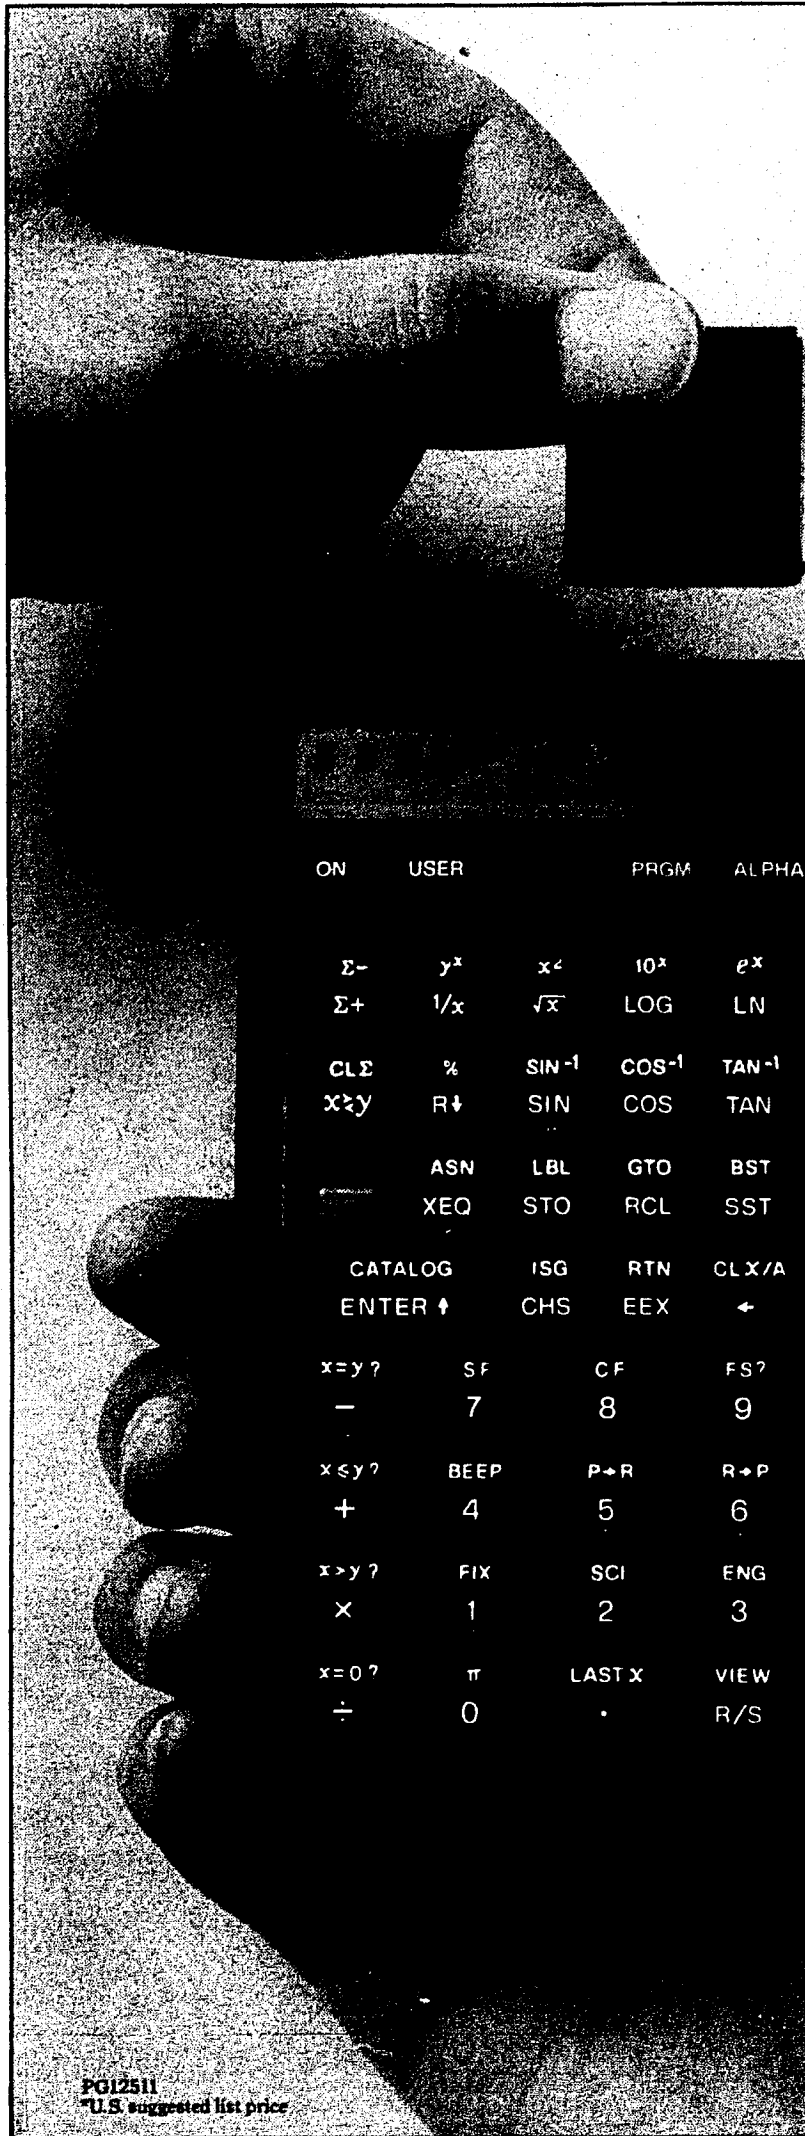 ON USER PRGM ALPHA
Σ− yˣ x² 10ˣ eˣ
Σ+ 1/x √x LOG LN
CLΣ % SIN⁻¹ COS⁻¹ TAN⁻¹
x≷y R↓ SIN COS TAN
ASN LBL GTO BST
XEQ STO RCL SST
CATALOG ISG RTN CLX/A
ENTER↑ CHS EEX ←
x=y? SF CF FS?
− 7 8 9
x≤y? BEEP P→R R→P
+ 4 5 6
x>y? FIX SCI ENG
× 1 2 3
x=0? π LAST X VIEW
÷ 0 . R/S
PG12511
*U.S. suggested list price